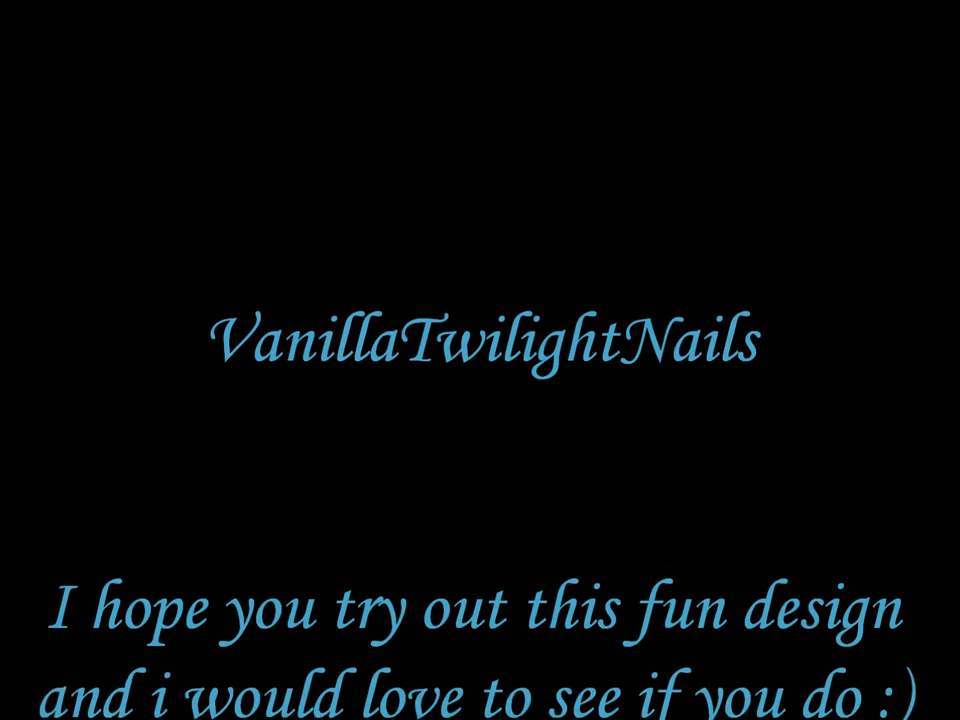 VanillaTwilightNails
I hope you try out this fun design
and i would love to see if you do :)